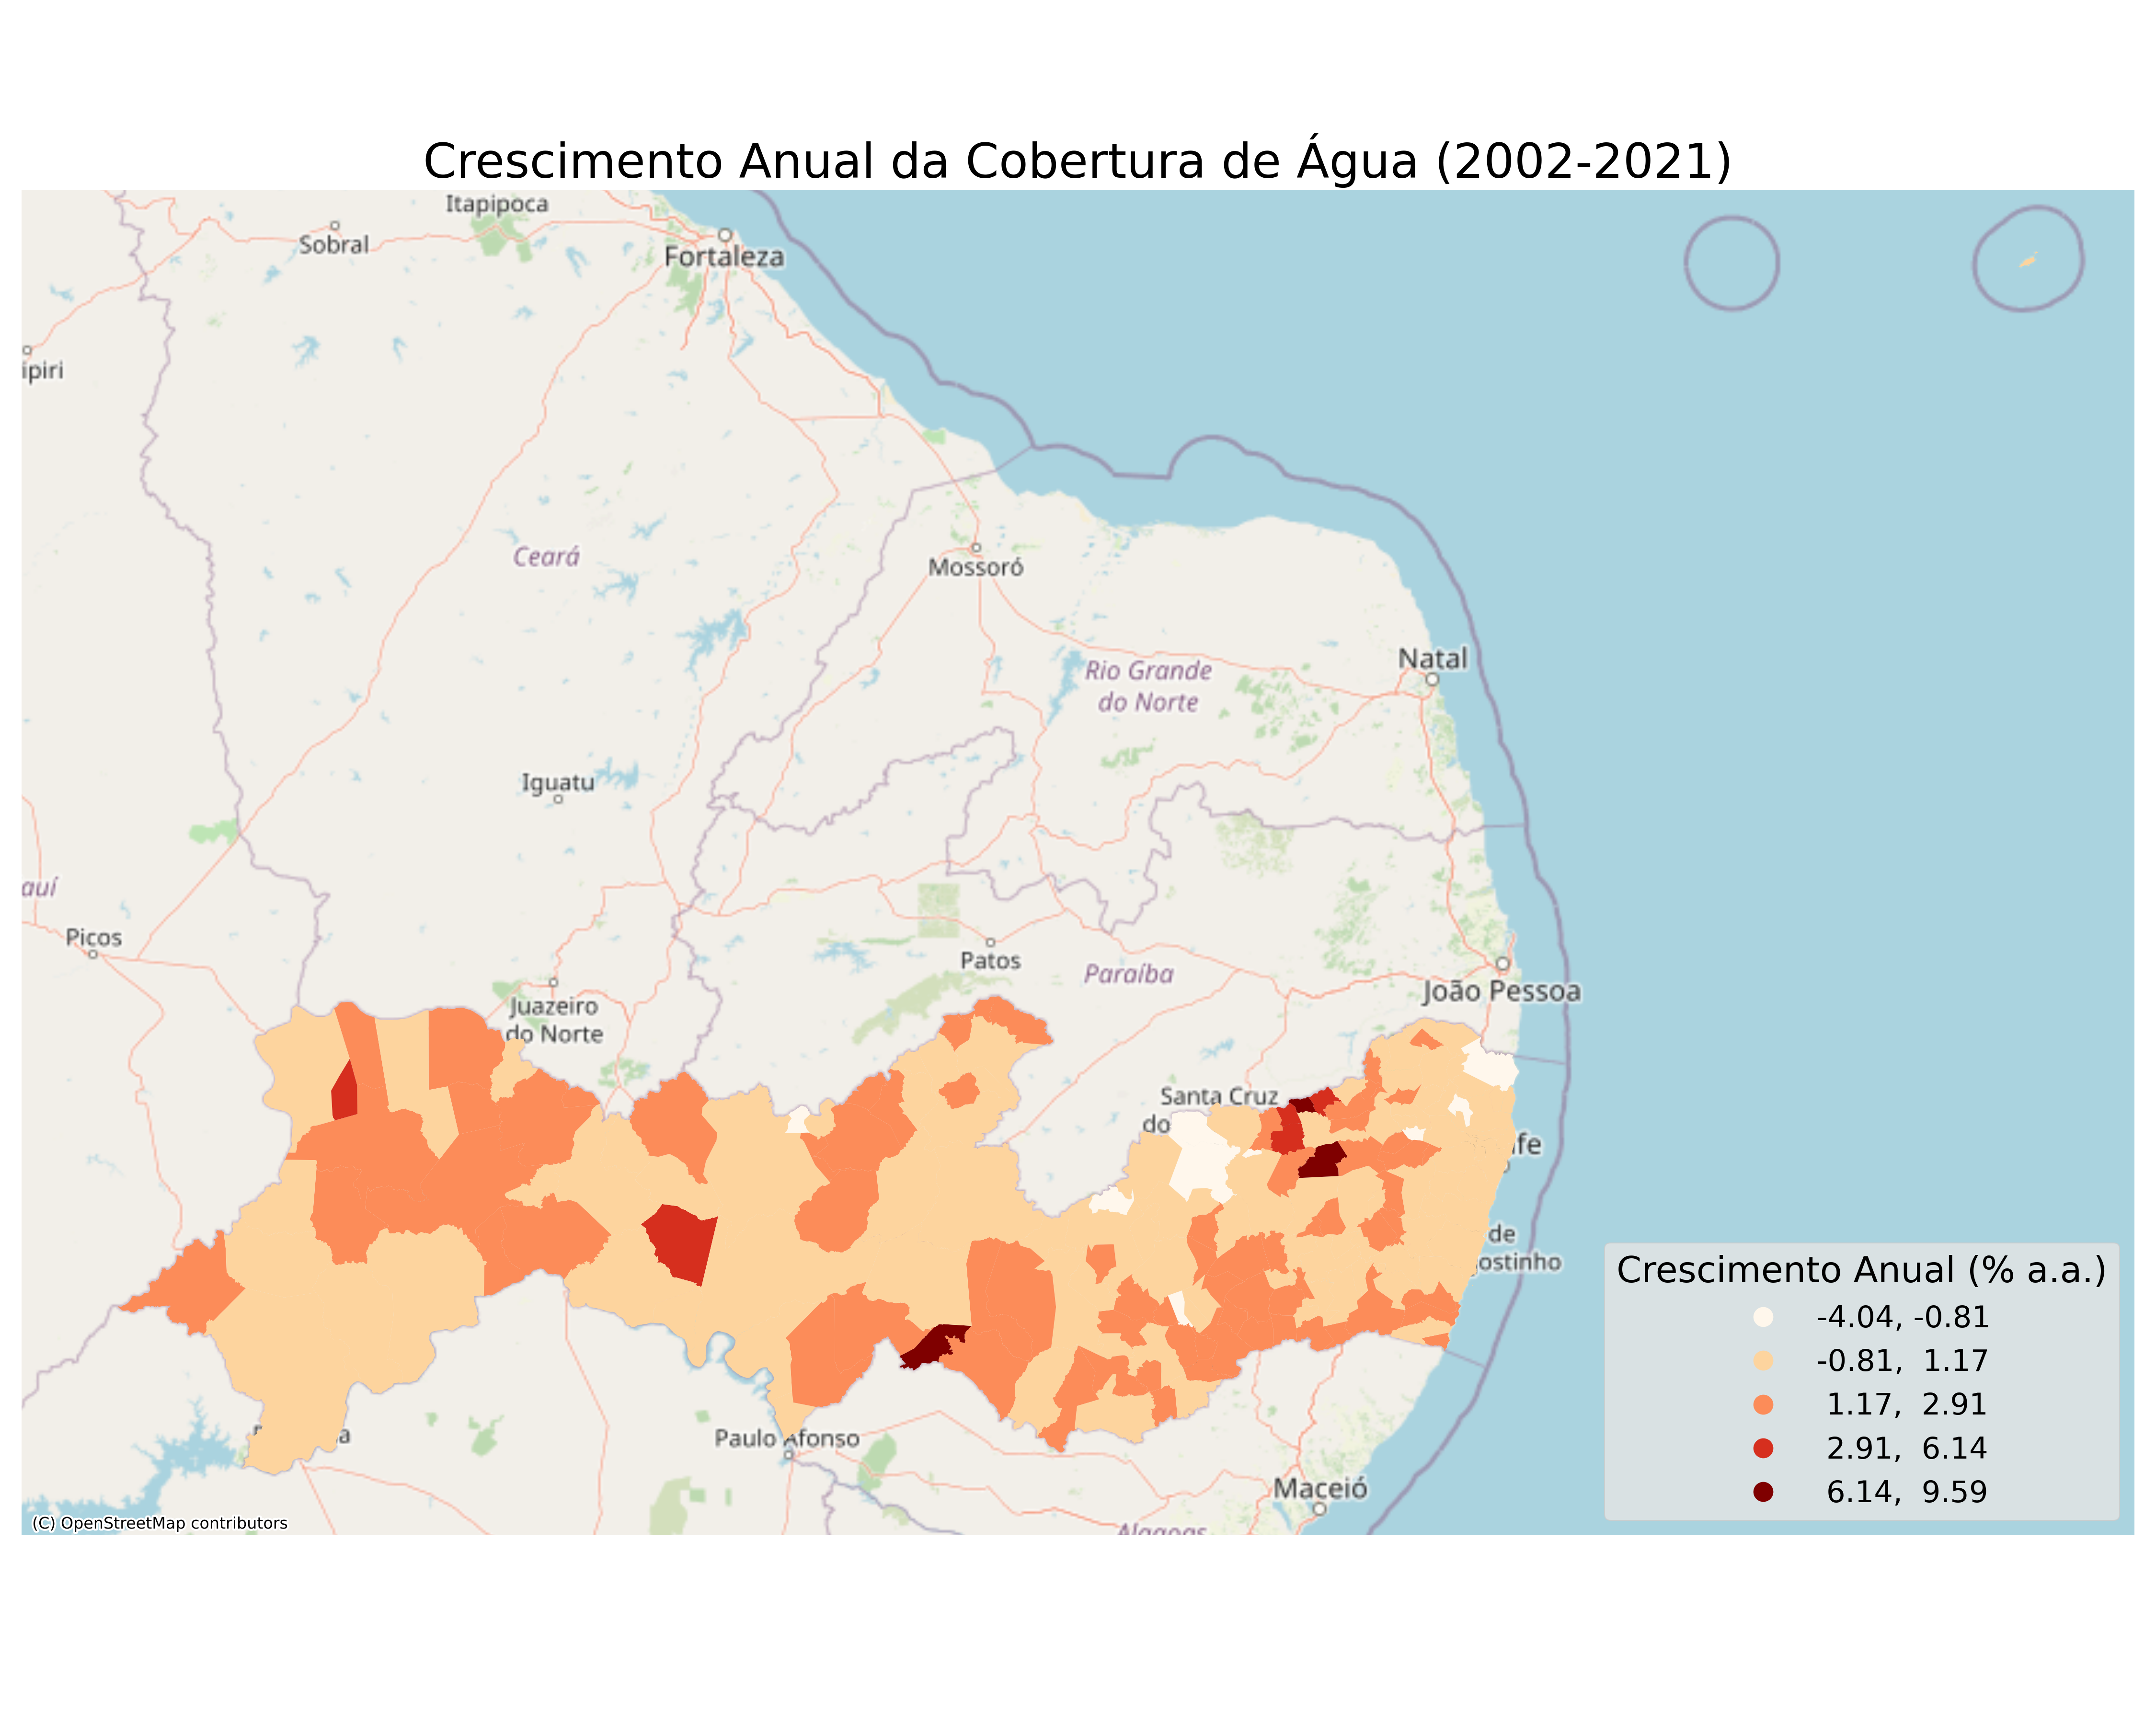 Crescimento Anual da Cobertura de Água (2002-2021)
Itapipoca
Sobral
Fortaleza
ipiri
Ceará
Mossoró
Natal
Rio Grande
do Norte
Iguatu
auí
Picos
Patos
Paraíba
João Pessoa
Juazeiro
do Norte
Santa Cruz
do
ife
de
ostinho
Crescimento Anual (% a.a.)
-4.04, -0.81
-0.81, 1.17
1.17, 2.91
2.91, 6.14
6.14, 9.59
a
Paulo Afonso
Maceió
Alagoas
(C) OpenStreetMap contributors